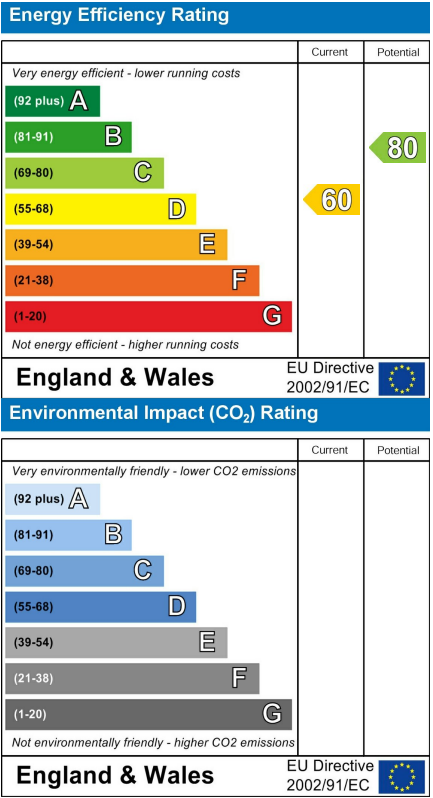 Energy Efficiency Rating
Current Potential
Very energy efficient - lower running costs
(92 plus) A
(81-91) B
(69-80) C
(55-68) D
(39-54) E
(21-38) F
(1-20) G
80
60
Not energy efficient - higher running costs
England & Wales
EU Directive
2002/91/EC
Environmental Impact (CO₂) Rating
Current Potential
Very environmentally friendly - lower CO2 emissions
(92 plus) A
(81-91) B
(69-80) C
(55-68) D
(39-54) E
(21-38) F
(1-20) G
Not environmentally friendly - higher CO2 emissions
England & Wales
EU Directive
2002/91/EC